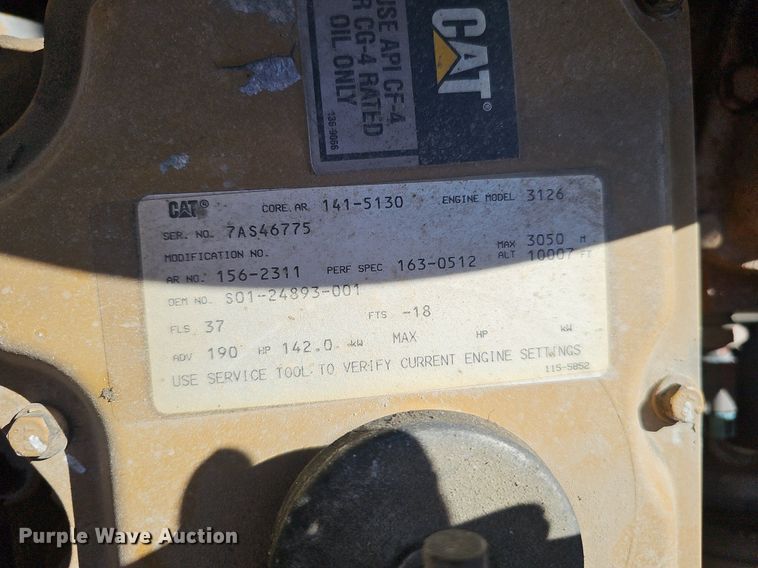 USE API CF-4
R CG-4 RATED
OIL ONLY
CAT®
CAT® CORE AR. 141-5130 ENGINE MODEL 3126
SER. NO. 7AS46775
MODIFICATION NO.
AR NO. 156-2311 PERF SPEC 163-0512 MAX ALT 3050 M 10007 FT
OEM NO. S01-24893-001
FLS 37 FTS -18
ADV 190 HP 142.0 kW MAX HP kW
USE SERVICE TOOL TO VERIFY CURRENT ENGINE SETTINGS
115-5852
Purple Wave Auction